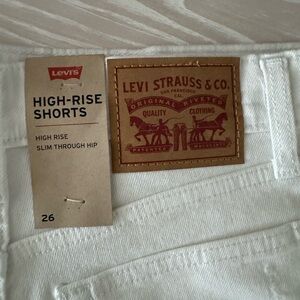 Levi's
HIGH-RISE
SHORTS
HIGH RISE
SLIM THROUGH HIP
26
LEVI STRAUSS & CO.
SAN FRANCISCO
CAL
ORIGINAL RIVETED
QUALITY CLOTHING
PATENTED